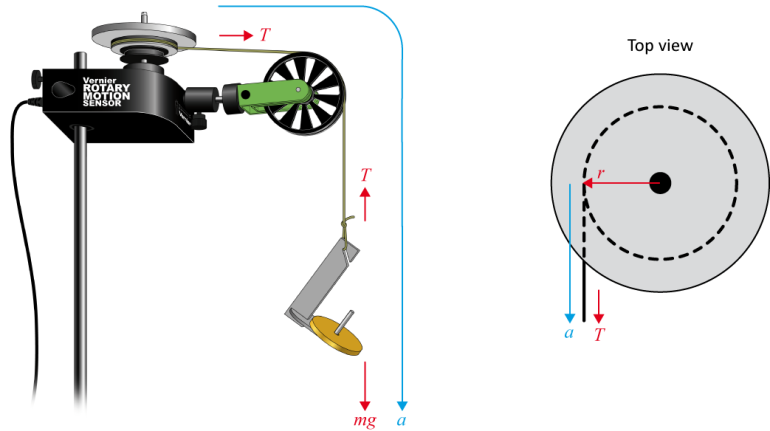 T
Vernier
ROTARY
MOTION
SENSOR
T
mg
a
Top view
r
a
T